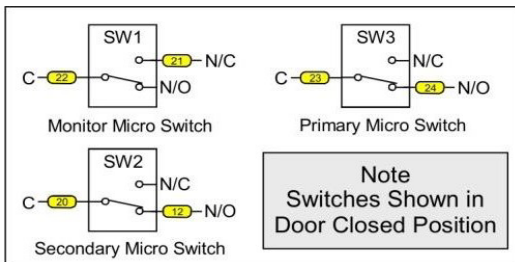 SW1
21 N/C
C 22
N/O
Monitor Micro Switch
SW3
N/C
C 23
24 N/O
Primary Micro Switch
SW2
N/C
C 20
12 N/O
Secondary Micro Switch
Note
Switches Shown in
Door Closed Position